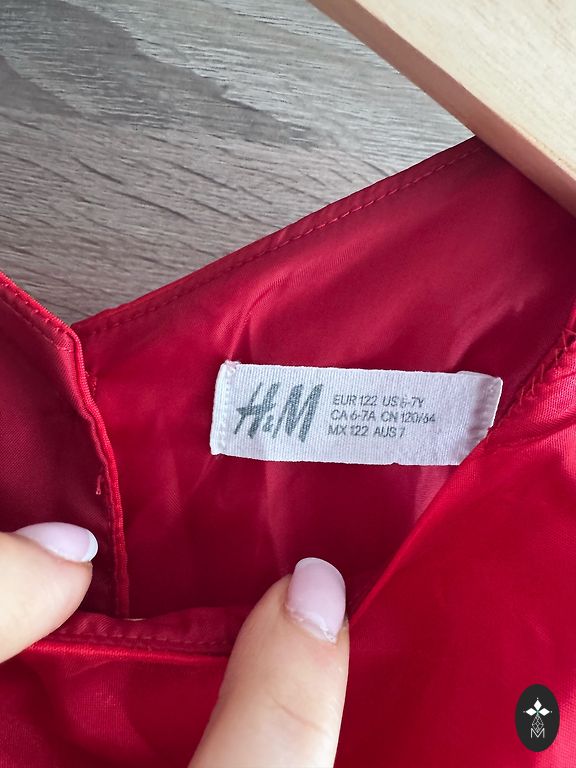 H&M
EUR 122 US 6-7Y
CA 6-7A CN 120/64
MX 122 AUS 7
M